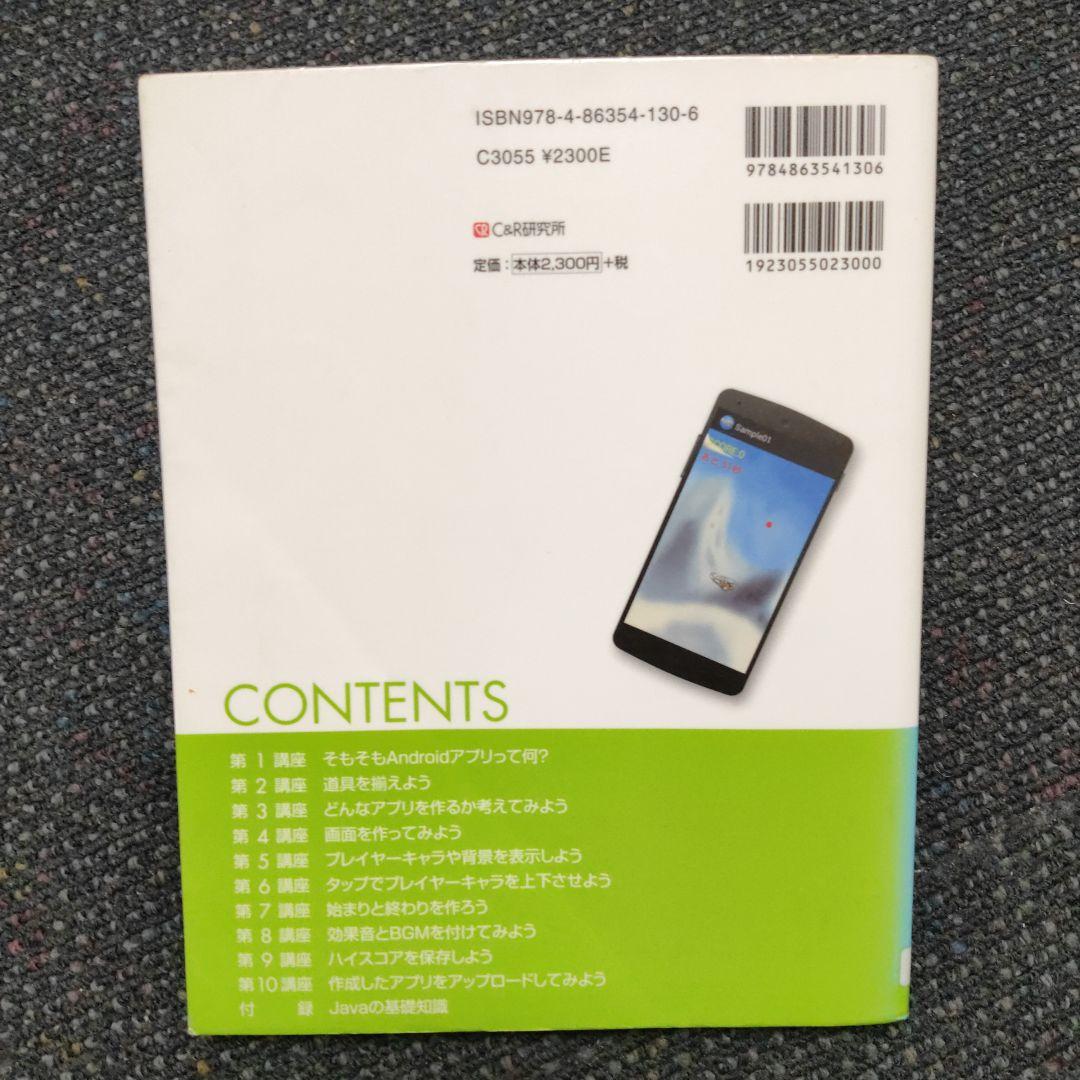 ISBN978-4-86354-130-6
C3055 ¥2300E
9784863541306
C&R研究所
定価：本体2,300円+税
1923055023000
Sample01
SCORE:0
CONTENTS
第 1 講座 そもそもAndroidアプリって何?
第 2 講座 道具を揃えよう
第 3 講座 どんなアプリを作るか考えてみよう
第 4 講座 画面を作ってみよう
第 5 講座 プレイヤーキャラや背景を表示しよう
第 6 講座 タップでプレイヤーキャラを上下させよう
第 7 講座 始まりと終わりを作ろう
第 8 講座 効果音とBGMを付けてみよう
第 9 講座 ハイスコアを保存しよう
第10講座 作成したアプリをアップロードしてみよう
付 録 Javaの基礎知識